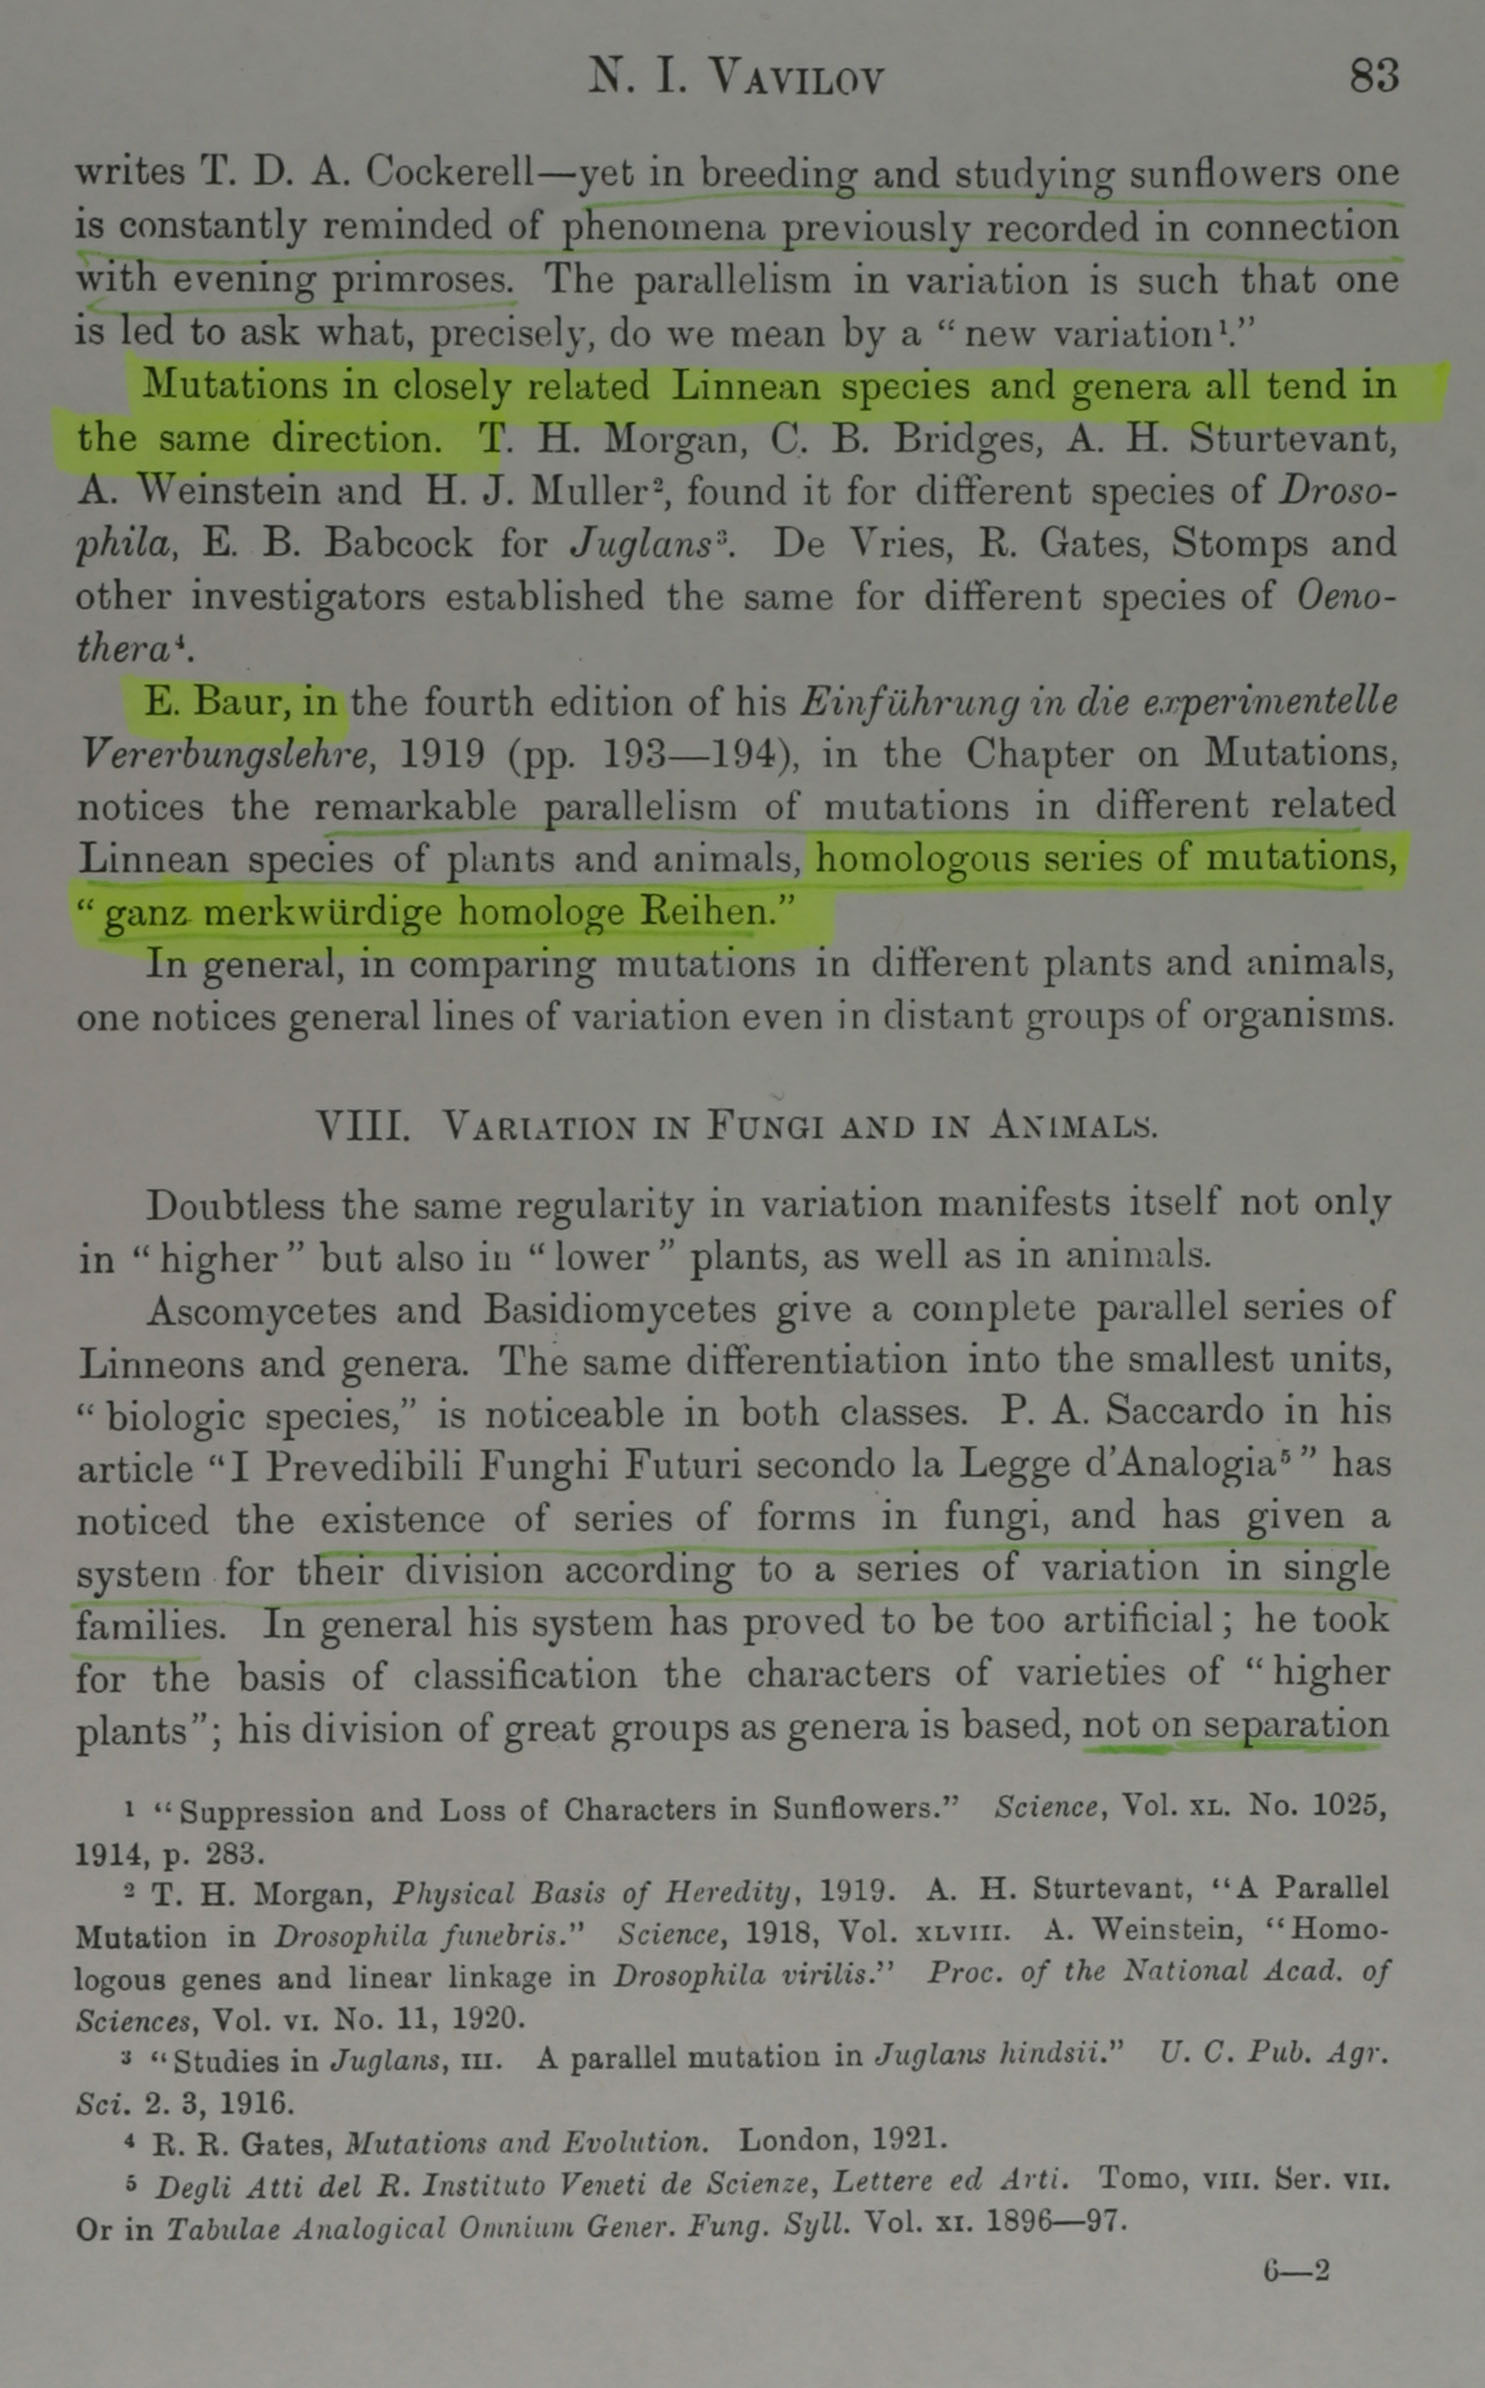 N. I. VAVILOV 83
writes T. D. A. Cockerell—yet in breeding and studying sunflowers one
is constantly reminded of phenomena previously recorded in connection
with evening primroses. The parallelism in variation is such that one
is led to ask what, precisely, do we mean by a “new variation¹.”
Mutations in closely related Linnean species and genera all tend in
the same direction. T. H. Morgan, C. B. Bridges, A. H. Sturtevant,
A. Weinstein and H. J. Muller², found it for different species of Droso-
phila, E. B. Babcock for Juglans³. De Vries, R. Gates, Stomps and
other investigators established the same for different species of Oeno-
thera⁴.
E. Baur, in the fourth edition of his Einführung in die experimentelle
Vererbungslehre, 1919 (pp. 193—194), in the Chapter on Mutations,
notices the remarkable parallelism of mutations in different related
Linnean species of plants and animals, homologous series of mutations,
“ganz merkwürdige homologe Reihen.”
In general, in comparing mutations in different plants and animals,
one notices general lines of variation even in distant groups of organisms.
VIII. VARIATION IN FUNGI AND IN ANIMALS.
Doubtless the same regularity in variation manifests itself not only
in “higher” but also in “lower” plants, as well as in animals.
Ascomycetes and Basidiomycetes give a complete parallel series of
Linneons and genera. The same differentiation into the smallest units,
“biologic species,” is noticeable in both classes. P. A. Saccardo in his
article “I Prevedibili Funghi Futuri secondo la Legge d’Analogia⁵” has
noticed the existence of series of forms in fungi, and has given a
system for their division according to a series of variation in single
families. In general his system has proved to be too artificial; he took
for the basis of classification the characters of varieties of “higher
plants”; his division of great groups as genera is based, not on separation
¹ “Suppression and Loss of Characters in Sunflowers.” Science, Vol. XL. No. 1025,
1914, p. 283.
² T. H. Morgan, Physical Basis of Heredity, 1919. A. H. Sturtevant, “A Parallel
Mutation in Drosophila funebris.” Science, 1918, Vol. XLVIII. A. Weinstein, “Homo-
logous genes and linear linkage in Drosophila virilis.” Proc. of the National Acad. of
Sciences, Vol. VI. No. 11, 1920.
³ “Studies in Juglans, III. A parallel mutation in Juglans hindsii.” U. C. Pub. Agr.
Sci. 2. 3, 1916.
⁴ R. R. Gates, Mutations and Evolution. London, 1921.
⁵ Degli Atti del R. Instituto Veneti de Scienze, Lettere ed Arti. Tomo, VIII. Ser. VII.
Or in Tabulae Analogical Omnium Gener. Fung. Syll. Vol. XI. 1896—97.
6—2